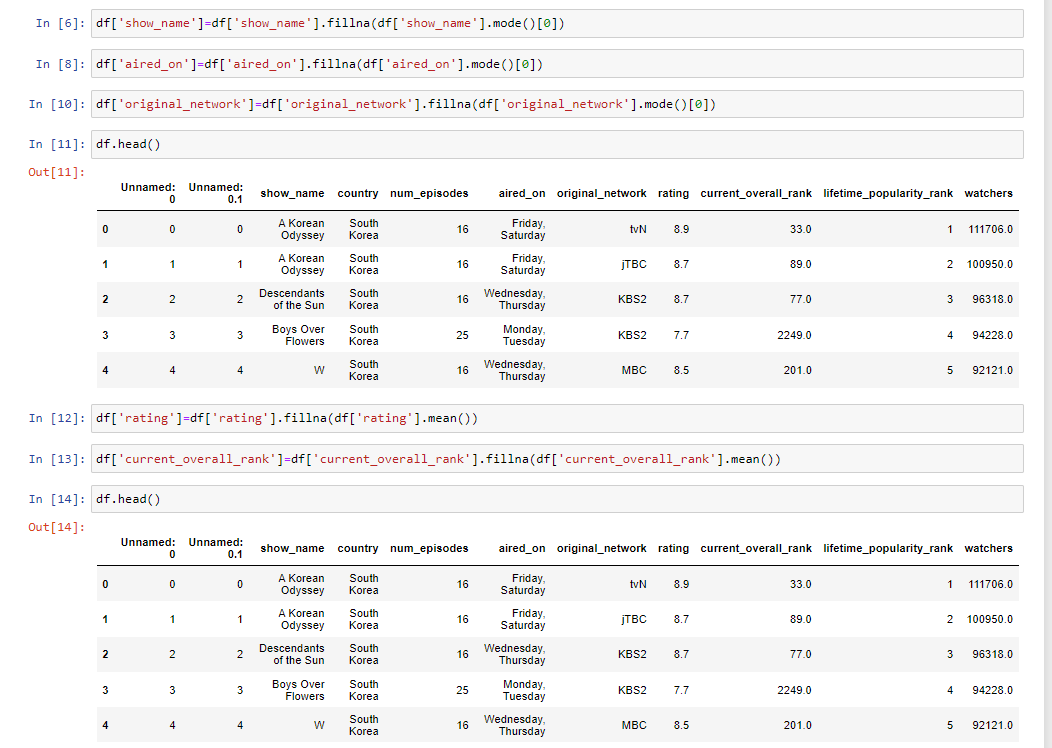 In [6]: df['show_name']=df['show_name'].fillna(df['show_name'].mode()[0])
In [8]: df['aired_on']=df['aired_on'].fillna(df['aired_on'].mode()[0])
In [10]: df['original_network']=df['original_network'].fillna(df['original_network'].mode()[0])
In [11]: df.head()
Out[11]:
Unnamed: 0 Unnamed: 0.1 show_name country num_episodes aired_on original_network rating current_overall_rank lifetime_popularity_rank watchers
0 0 0 A Korean Odyssey South Korea 16 Friday, Saturday tvN 8.9 33.0 1 111706.0
1 1 1 A Korean Odyssey South Korea 16 Friday, Saturday jTBC 8.7 89.0 2 100950.0
2 2 2 Descendants of the Sun South Korea 16 Wednesday, Thursday KBS2 8.7 77.0 3 96318.0
3 3 3 Boys Over Flowers South Korea 25 Monday, Tuesday KBS2 7.7 2249.0 4 94228.0
4 4 4 W South Korea 16 Wednesday, Thursday MBC 8.5 201.0 5 92121.0
In [12]: df['rating']=df['rating'].fillna(df['rating'].mean())
In [13]: df['current_overall_rank']=df['current_overall_rank'].fillna(df['current_overall_rank'].mean())
In [14]: df.head()
Out[14]:
Unnamed: 0 Unnamed: 0.1 show_name country num_episodes aired_on original_network rating current_overall_rank lifetime_popularity_rank watchers
0 0 0 A Korean Odyssey South Korea 16 Friday, Saturday tvN 8.9 33.0 1 111706.0
1 1 1 A Korean Odyssey South Korea 16 Friday, Saturday jTBC 8.7 89.0 2 100950.0
2 2 2 Descendants of the Sun South Korea 16 Wednesday, Thursday KBS2 8.7 77.0 3 96318.0
3 3 3 Boys Over Flowers South Korea 25 Monday, Tuesday KBS2 7.7 2249.0 4 94228.0
4 4 4 W South Korea 16 Wednesday, Thursday MBC 8.5 201.0 5 92121.0